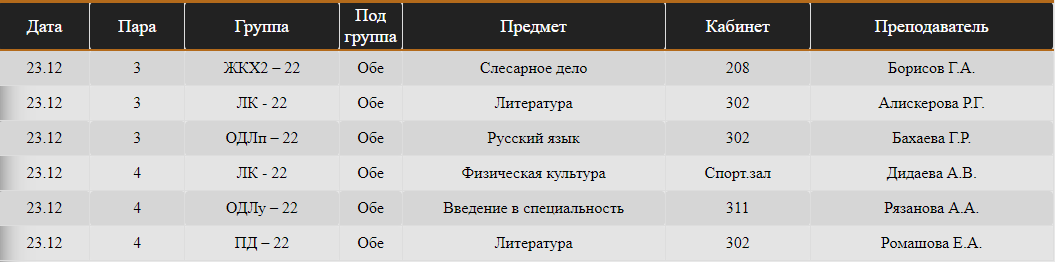 Дата Пара Группа Под группа Предмет Кабинет Преподаватель
23.12 3 ЖКХ2 – 22 Обе Слесарное дело 208 Борисов Г.А.
23.12 3 ЛК - 22 Обе Литература 302 Алискерова Р.Г.
23.12 3 ОДЛп – 22 Обе Русский язык 302 Бахаева Г.Р.
23.12 4 ЛК - 22 Обе Физическая культура Спорт.зал Дидаева А.В.
23.12 4 ОДЛу – 22 Обе Введение в специальность 311 Рязанова А.А.
23.12 4 ПД – 22 Обе Литература 302 Ромашова Е.А.